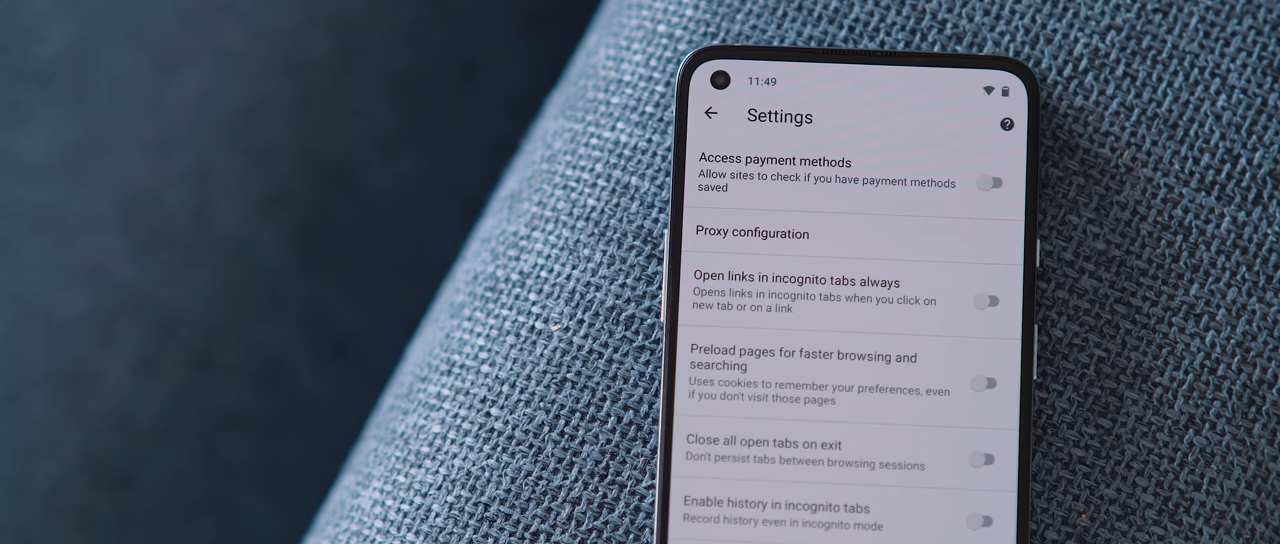 11:49
Settings
Access payment methods
Allow sites to check if you have payment methods
saved
Proxy configuration
Open links in incognito tabs always
Opens links in incognito tabs when you click on
new tab or on a link
Preload pages for faster browsing and
searching
Uses cookies to remember your preferences, even
if you don't visit those pages
Close all open tabs on exit
Don't persist tabs between browsing sessions
Enable history in incognito tabs
Record history even in incognito mode